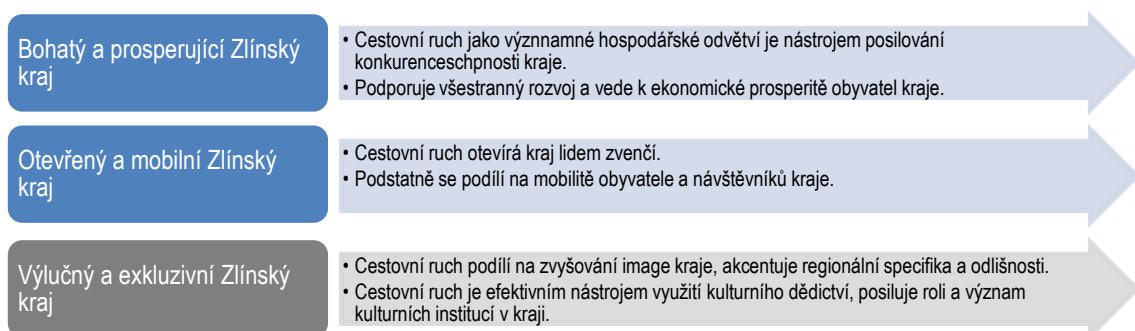 Bohatý a prosperující Zlínský
kraj
• Cestovní ruch jako význnamné hospodářské odvětví je nástrojem posilování
konkurenceschpnosti kraje.
• Podporuje všestranný rozvoj a vede k ekonomické prosperitě obyvatel kraje.
Otevřený a mobilní Zlínský
kraj
• Cestovní ruch otevírá kraj lidem zvenčí.
• Podstatně se podílí na mobilitě obyvatele a návštěvníků kraje.
Výlučný a exkluzivní Zlínský
kraj
• Cestovní ruch podílí na zvyšování image kraje, akcentuje regionální specifika a odlišnosti.
• Cestovní ruch je efektivním nástrojem využití kulturního dědictví, posiluje roli a význam
kulturních institucí v kraji.